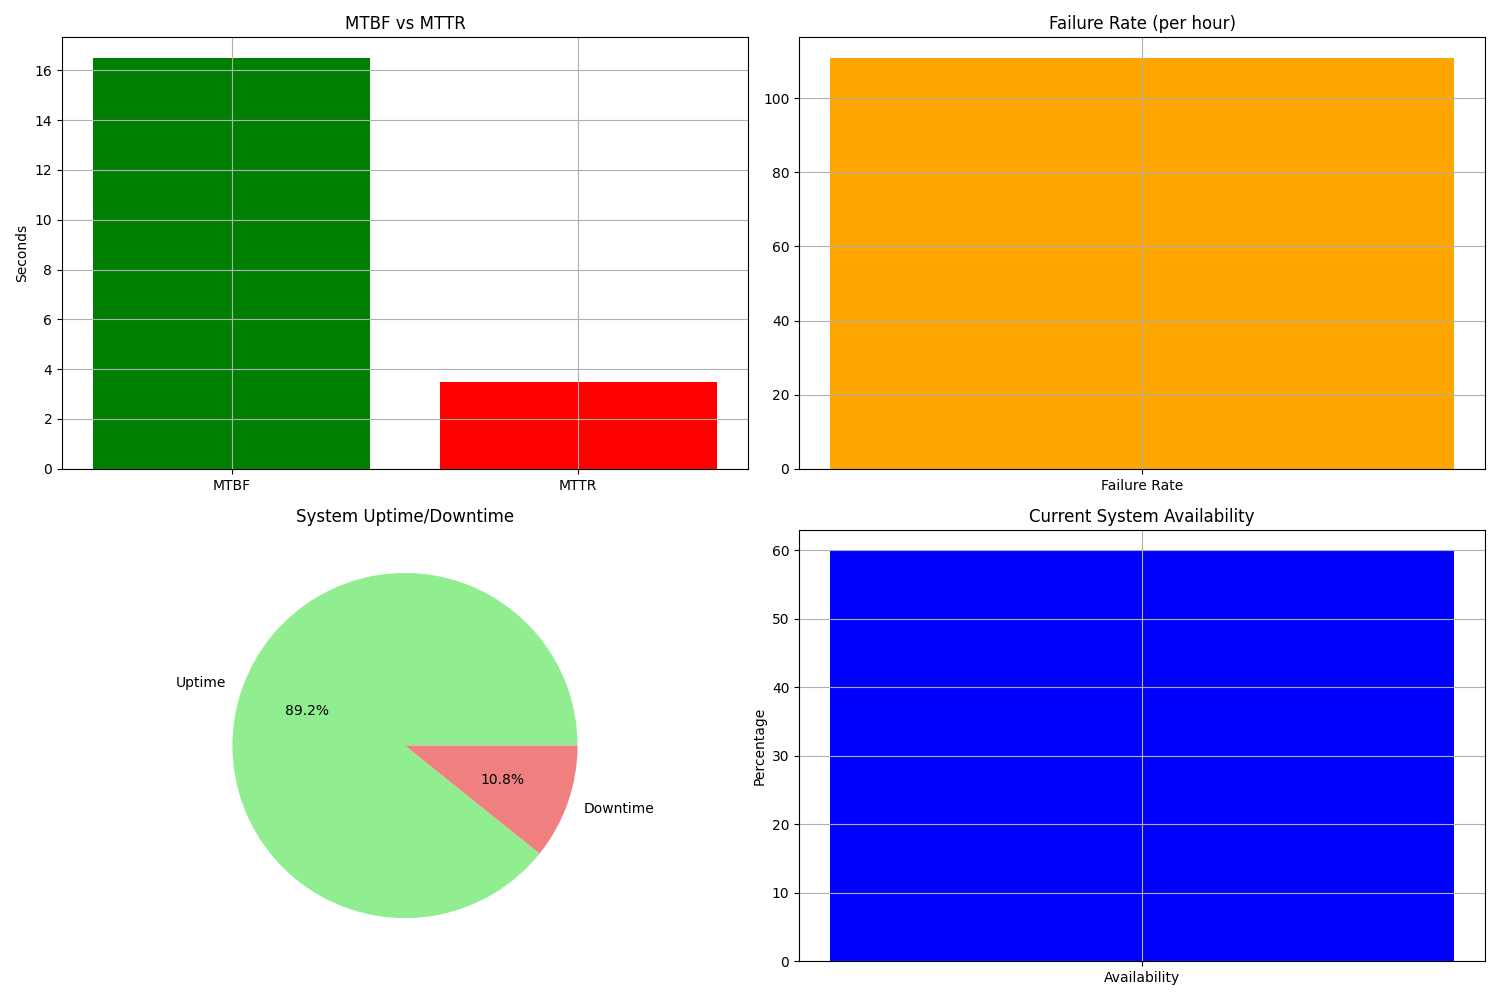 MTBF vs MTTR
Seconds
16
14
12
10
8
6
4
2
0
MTBF MTTR
Failure Rate (per hour)
100
80
60
40
20
0
Failure Rate
System Uptime/Downtime
Uptime
89.2%
10.8%
Downtime
Current System Availability
Percentage
60
50
40
30
20
10
0
Availability